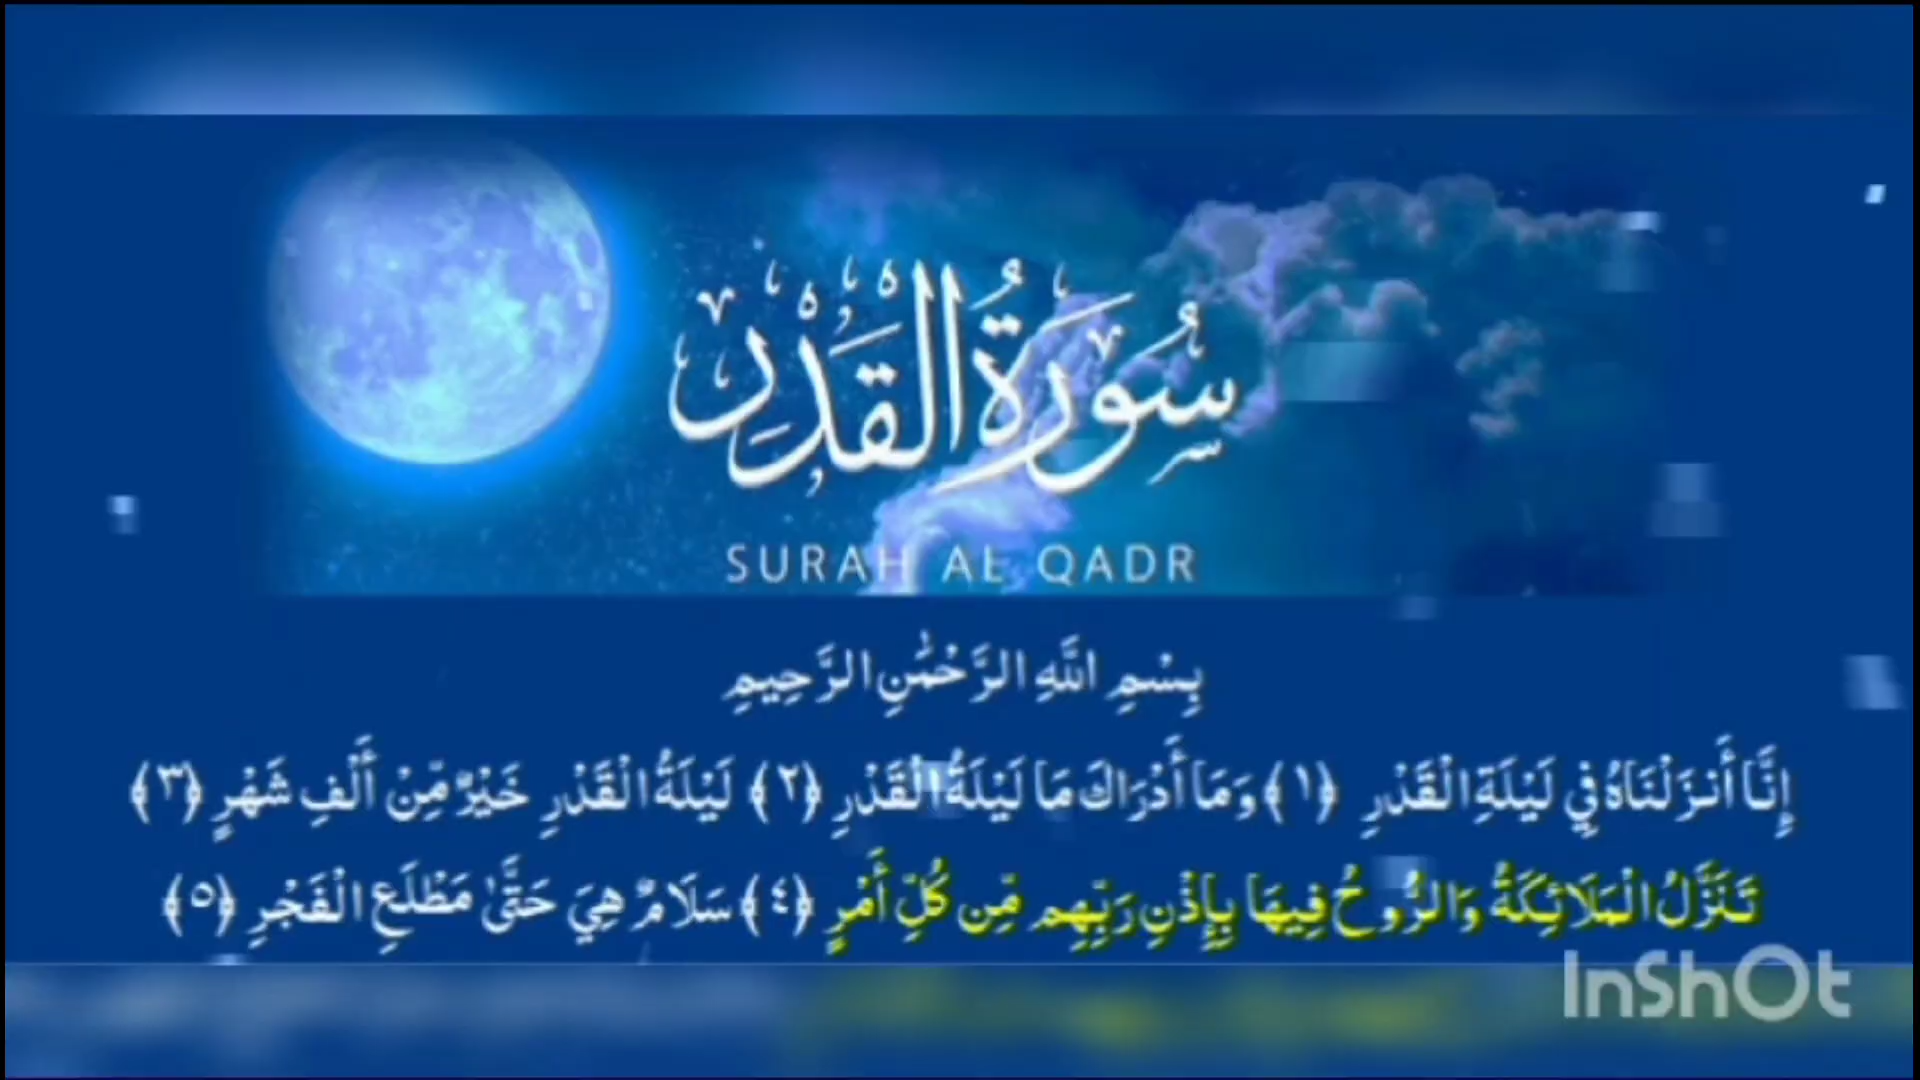 سُورَةُ الْقَدْرِ
SURAH AL QADR
بِسْمِ اللَّهِ الرَّحْمَٰنِ الرَّحِيمِ
إِنَّا أَنزَلْنَاهُ فِي لَيْلَةِ الْقَدْرِ ﴿١﴾ وَمَا أَدْرَاكَ مَا لَيْلَةُ الْقَدْرِ ﴿٢﴾ لَيْلَةُ الْقَدْرِ خَيْرٌ مِّنْ أَلْفِ شَهْرٍ ﴿٣﴾
تَنَزَّلُ الْمَلَائِكَةُ وَالرُّوحُ فِيهَا بِإِذْنِ رَبِّهِم مِّن كُلِّ أَمْرٍ ﴿٤﴾ سَلَامٌ هِيَ حَتَّىٰ مَطْلَعِ الْفَجْرِ ﴿٥﴾
InShOt